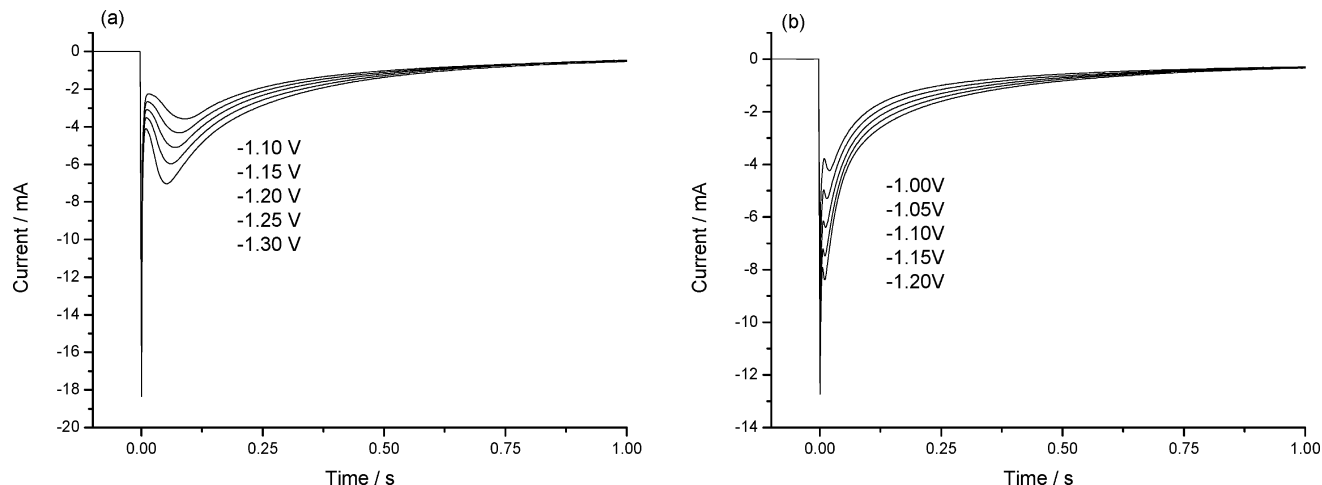 (a)
0
-2
-4
-6
-8
-10
-12
-14
-16
-18
-20
Current / mA
-1.10 V
-1.15 V
-1.20 V
-1.25 V
-1.30 V
0.00 0.25 0.50 0.75 1.00
Time / s
(b)
0
-2
-4
-6
-8
-10
-12
-14
Current / mA
-1.00V
-1.05V
-1.10V
-1.15V
-1.20V
0.00 0.25 0.50 0.75 1.00
Time / s